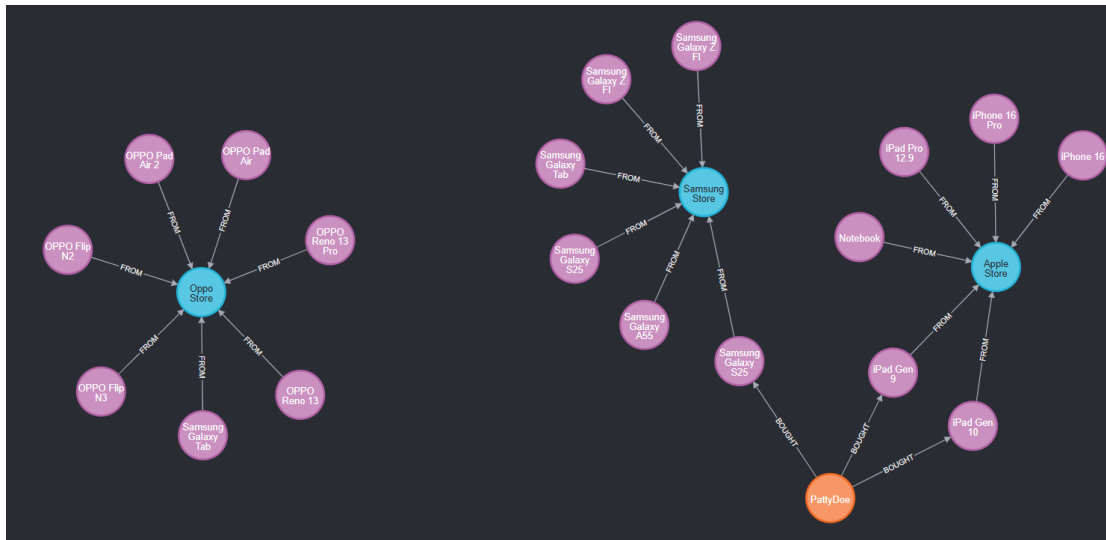 OPPO Pad
Air 2
OPPO Pad
Air
OPPO Flip
N2
OPPO
Reno 13
Pro
Oppo
Store
OPPO Flip
N3
Samsung
Galaxy
Tab
OPPO
Reno 13
FROM
FROM
FROM
FROM
FROM
FROM
FROM
Samsung
Galaxy Z
Fl
Samsung
Galaxy Z
Fl
Samsung
Galaxy
Tab
Samsung
Store
Samsung
Galaxy
S25
Samsung
Galaxy
A55
Samsung
Galaxy
S25
FROM
FROM
FROM
FROM
FROM
FROM
iPhone 16
Pro
iPad Pro
12.9
iPhone 16
Notebook
Apple
Store
iPad Gen
9
iPad Gen
10
FROM
FROM
FROM
FROM
FROM
FROM
BOUGHT
BOUGHT
BOUGHT
PattyDoe